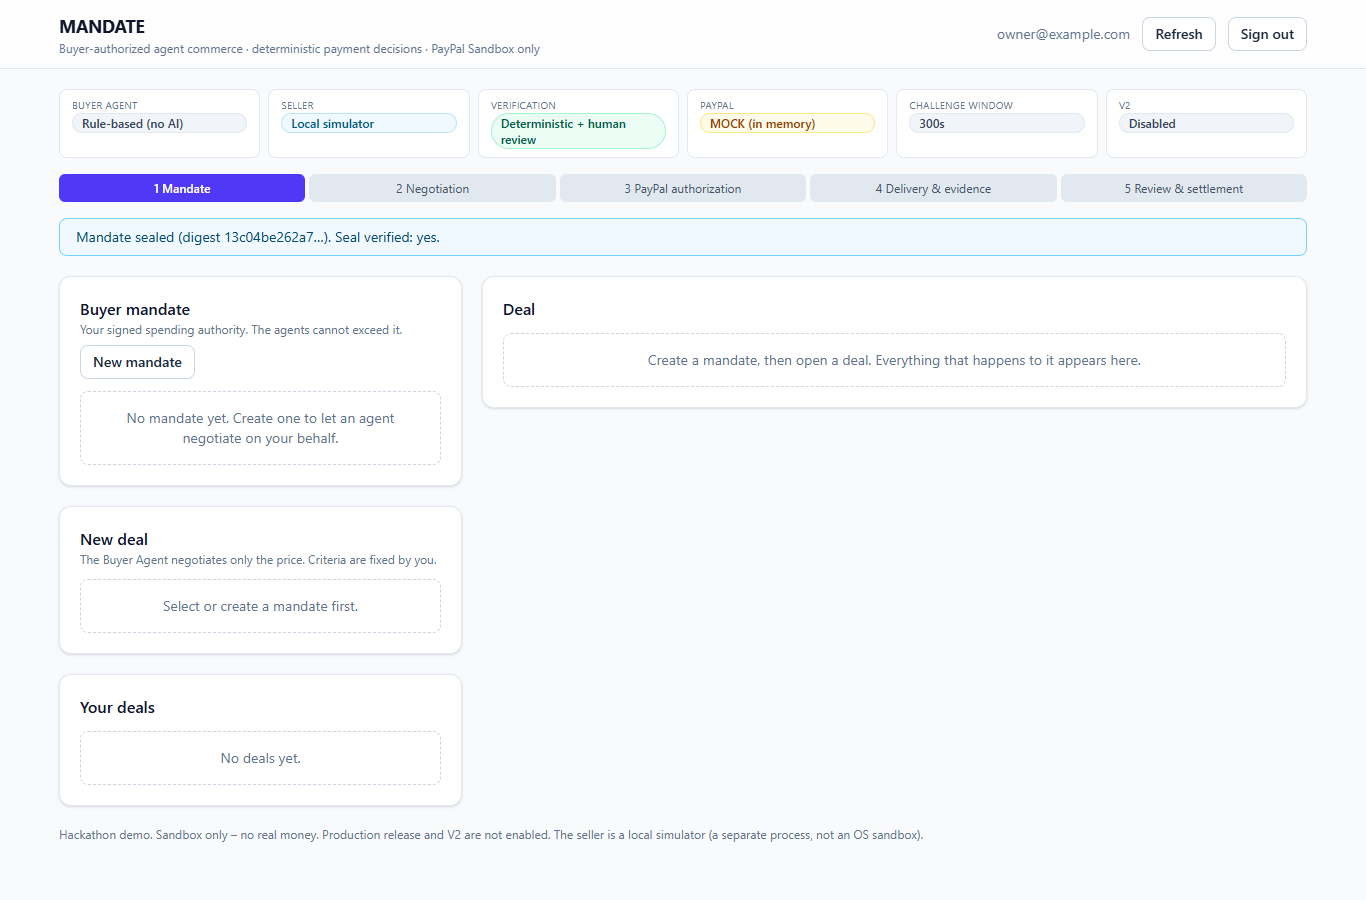 MANDATE
Buyer-authorized agent commerce · deterministic payment decisions · PayPal Sandbox only
owner@example.com
Refresh
Sign out
BUYER AGENT
Rule-based (no AI)
SELLER
Local simulator
VERIFICATION
Deterministic + human
review
PAYPAL
MOCK (in memory)
CHALLENGE WINDOW
300s
V2
Disabled
1 Mandate
2 Negotiation
3 PayPal authorization
4 Delivery & evidence
5 Review & settlement
Mandate sealed (digest 13c04be262a7...). Seal verified: yes.
Buyer mandate
Your signed spending authority. The agents cannot exceed it.
New mandate
No mandate yet. Create one to let an agent
negotiate on your behalf.
Deal
Create a mandate, then open a deal. Everything that happens to it appears here.
New deal
The Buyer Agent negotiates only the price. Criteria are fixed by you.
Select or create a mandate first.
Your deals
No deals yet.
Hackathon demo. Sandbox only – no real money. Production release and V2 are not enabled. The seller is a local simulator (a separate process, not an OS sandbox).